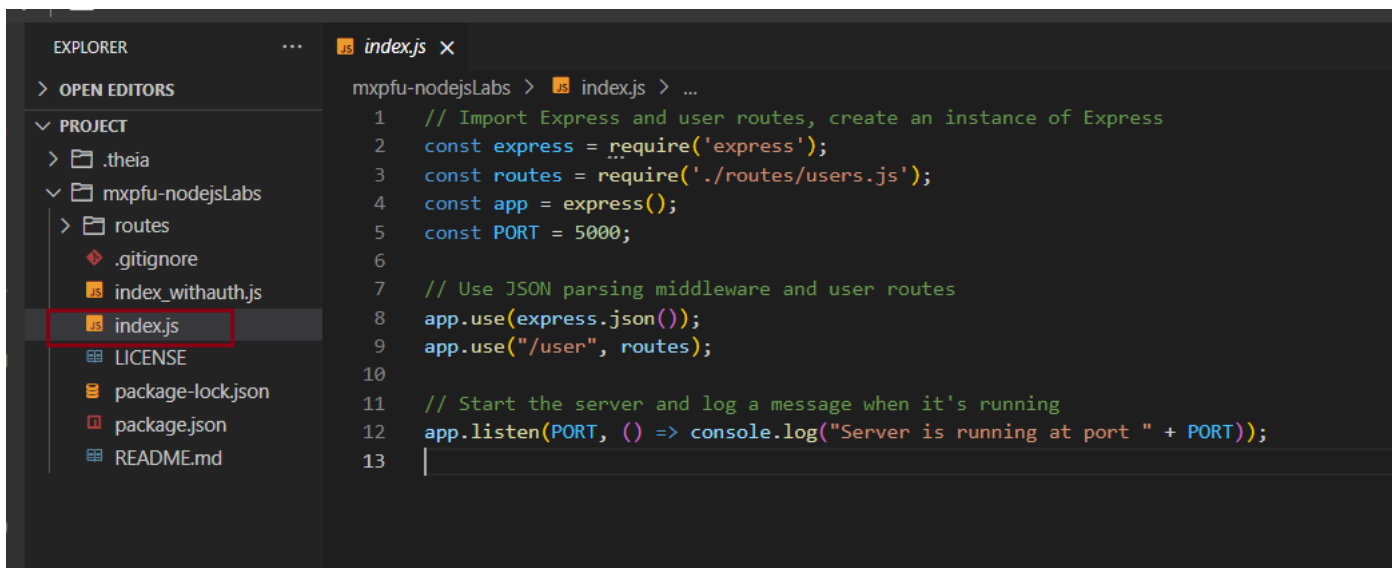 EXPLORER
···
OPEN EDITORS
PROJECT
.theia
mxpfu-nodejsLabs
routes
.gitignore
JS index_withauth.js
JS index.js
LICENSE
package-lock.json
package.json
README.md
JS index.js ×
mxpfu-nodejsLabs > JS index.js > ...
1 // Import Express and user routes, create an instance of Express
2 const express = require('express');
3 const routes = require('./routes/users.js');
4 const app = express();
5 const PORT = 5000;
6
7 // Use JSON parsing middleware and user routes
8 app.use(express.json());
9 app.use("/user", routes);
10
11 // Start the server and log a message when it's running
12 app.listen(PORT, () => console.log("Server is running at port " + PORT));
13